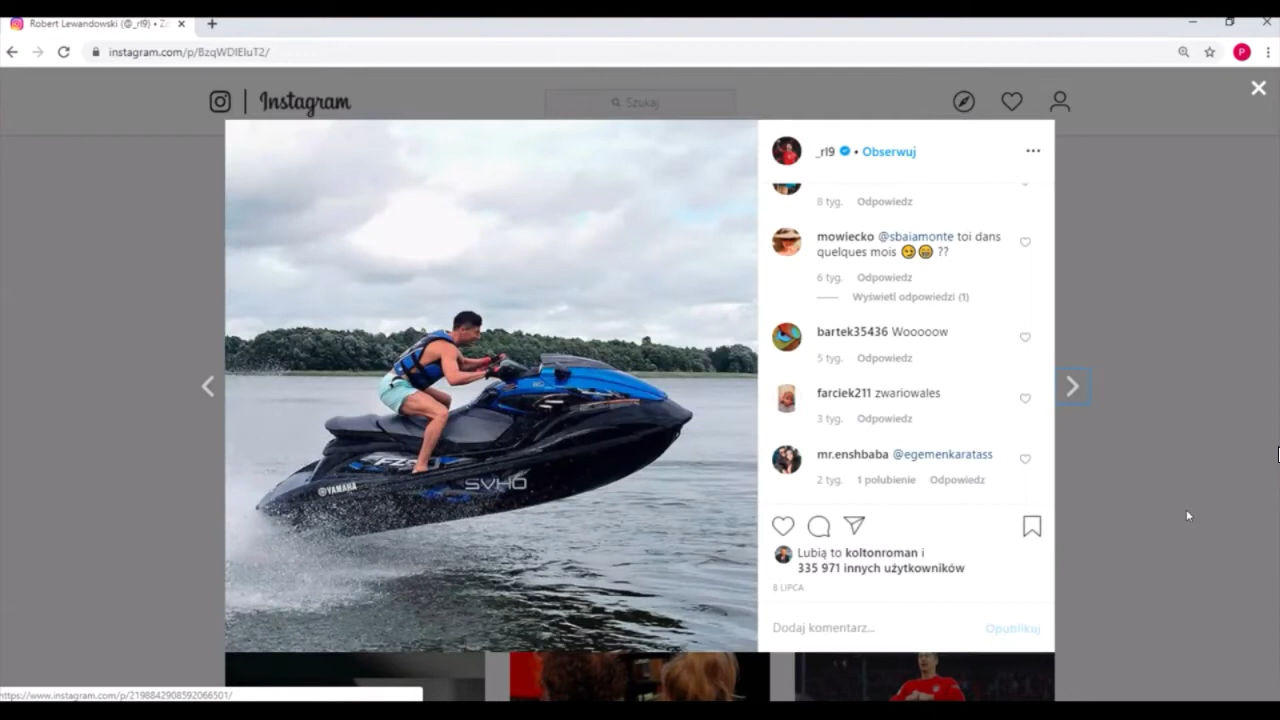 Robert Lewandowski (@_rl9) • Z
instagram.com/p/BzqWDIEIuT2/
P
Instagram
Szukaj
_rl9 • Obserwuj
8 tyg. Odpowiedz
mowiecko @sbaiamonte toi dans
quelques mois 😏😁 ??
6 tyg. Odpowiedz
Wyświetl odpowiedzi (1)
bartek35436 Wooooow
5 tyg. Odpowiedz
farciek211 zwariowales
3 tyg. Odpowiedz
mr.enshbaba @egemenkaratass
2 tyg. 1 polubienie Odpowiedz
FZS
SVHO
@YAMAHA
Lubią to koltonroman i
335 971 innych użytkowników
8 LIPCA
Dodaj komentarz... Opublikuj
https://www.instagram.com/p/2198842908592066501/